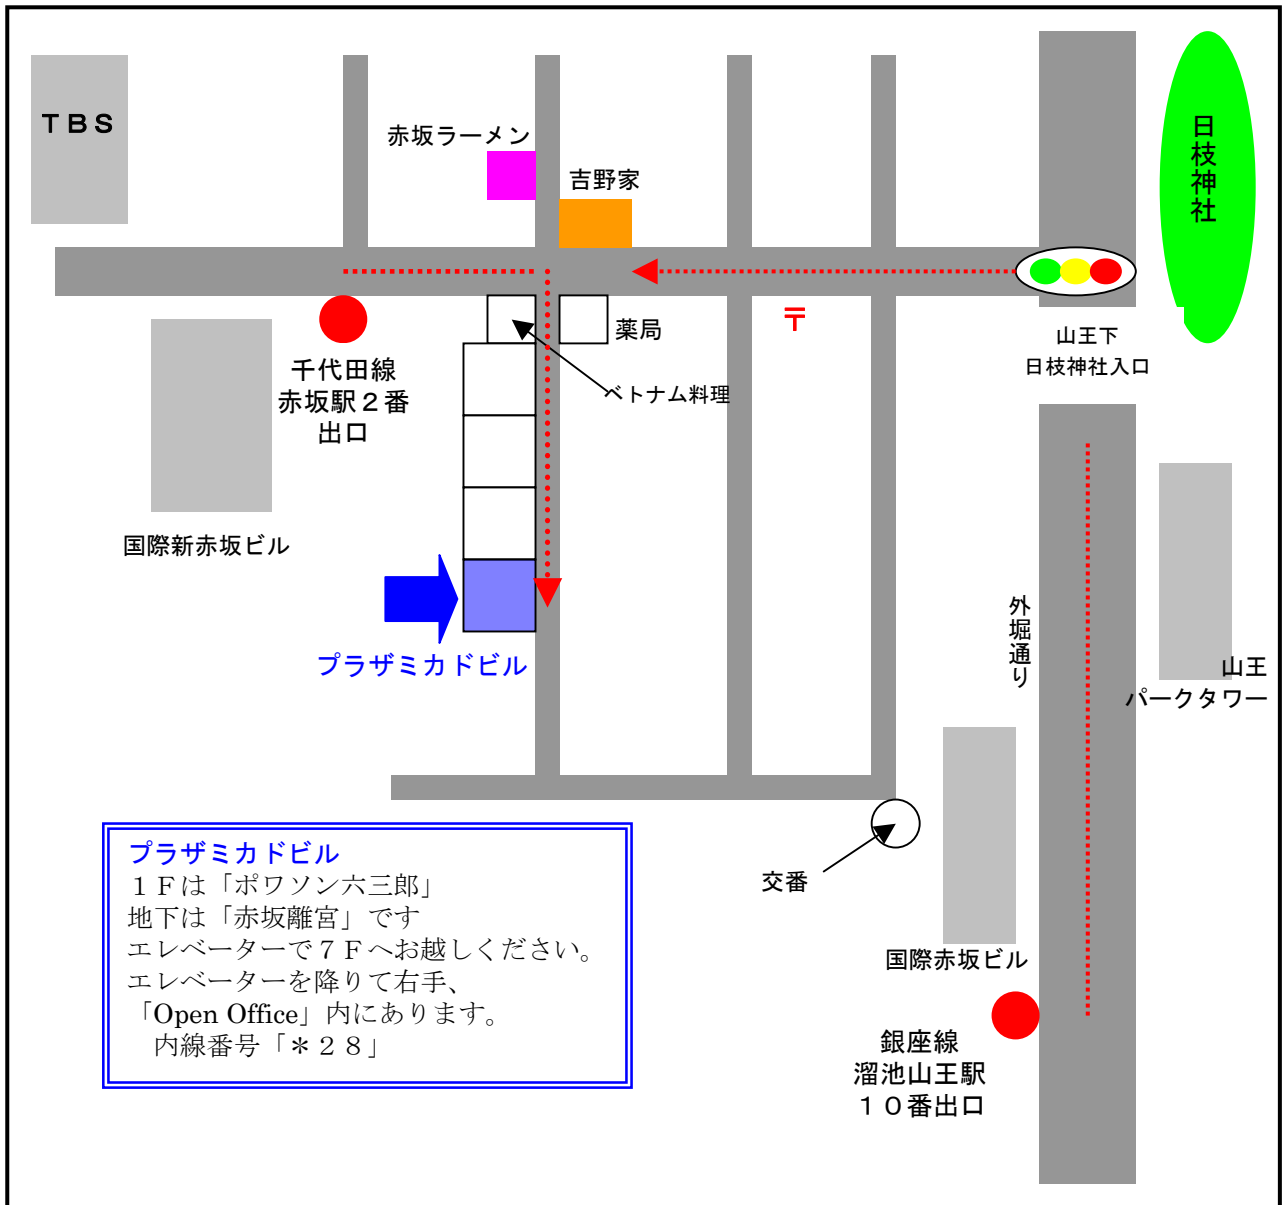 ＴＢＳ
赤坂ラーメン
吉野家
日枝神社
〒
薬局
山王下
日枝神社入口
千代田線
赤坂駅２番
出口
ベトナム料理
国際新赤坂ビル
外堀通り
プラザミカドビル
山王
パークタワー
交番
国際赤坂ビル
銀座線
溜池山王駅
１０番出口
プラザミカドビル
１Ｆは「ポワソン六三郎」
地下は「赤坂離宮」です
エレベーターで７Ｆへお越しください。
エレベーターを降りて右手、
「Open Office」内にあります。
内線番号「＊２８」